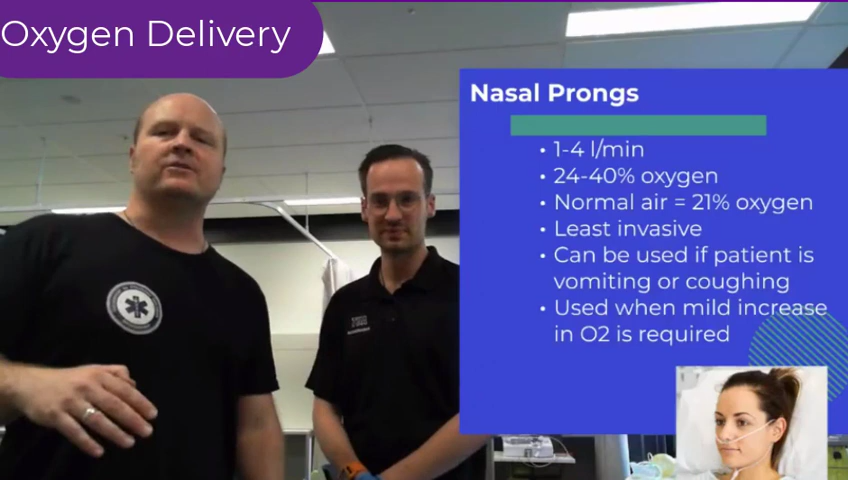 Oxygen Delivery
Nasal Prongs
• 1-4 l/min
• 24-40% oxygen
• Normal air = 21% oxygen
• Least invasive
• Can be used if patient is
vomiting or coughing
• Used when mild increase
in O2 is required